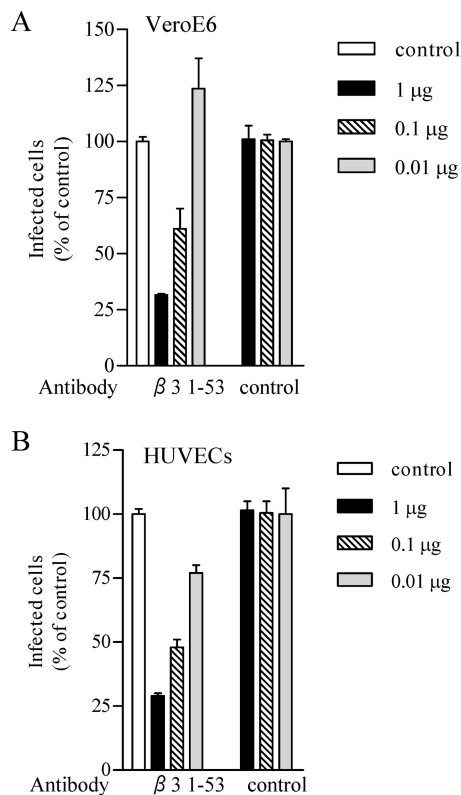 A
VeroE6
150
125
100
75
50
25
0
Infected cells
(% of control)
Antibody β 3 1-53 control
control
1 μg
0.1 μg
0.01 μg
B
HUVECs
125
100
75
50
25
0
Infected cells
(% of control)
Antibody β 3 1-53 control
control
1 μg
0.1 μg
0.01 μg